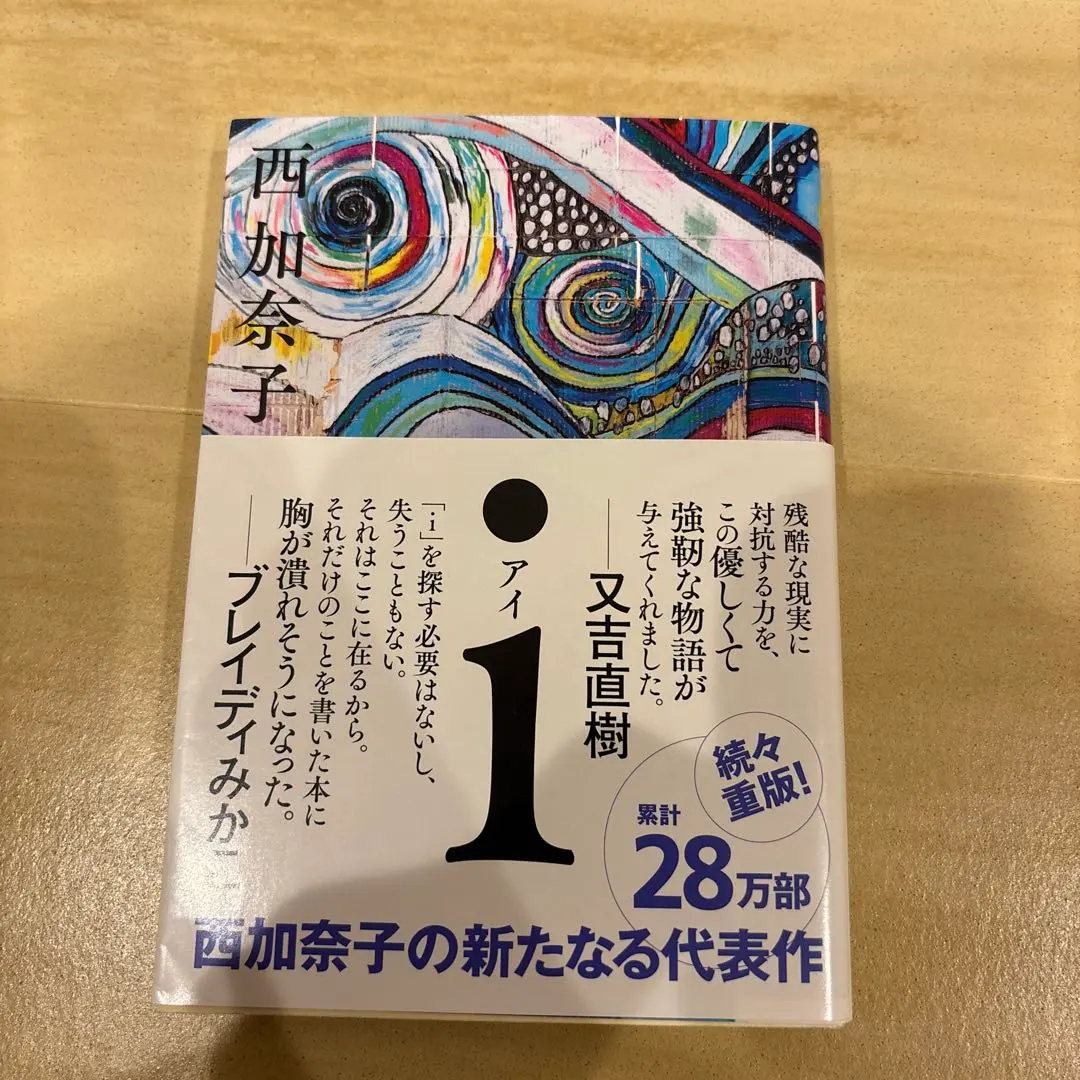 西加奈子
残酷な現実に
対抗する力を、
この優しくて
強靭な物語が
与えてくれました。
――又吉直樹
i
アイ
「i」を探す必要はないし、
失うこともない。
それはここに在るから。
それだけのことを書いた本に
胸が潰れそうになった。
――ブレイディみかこ
続々
重版!
累計
28万部
西加奈子の新たなる代表作